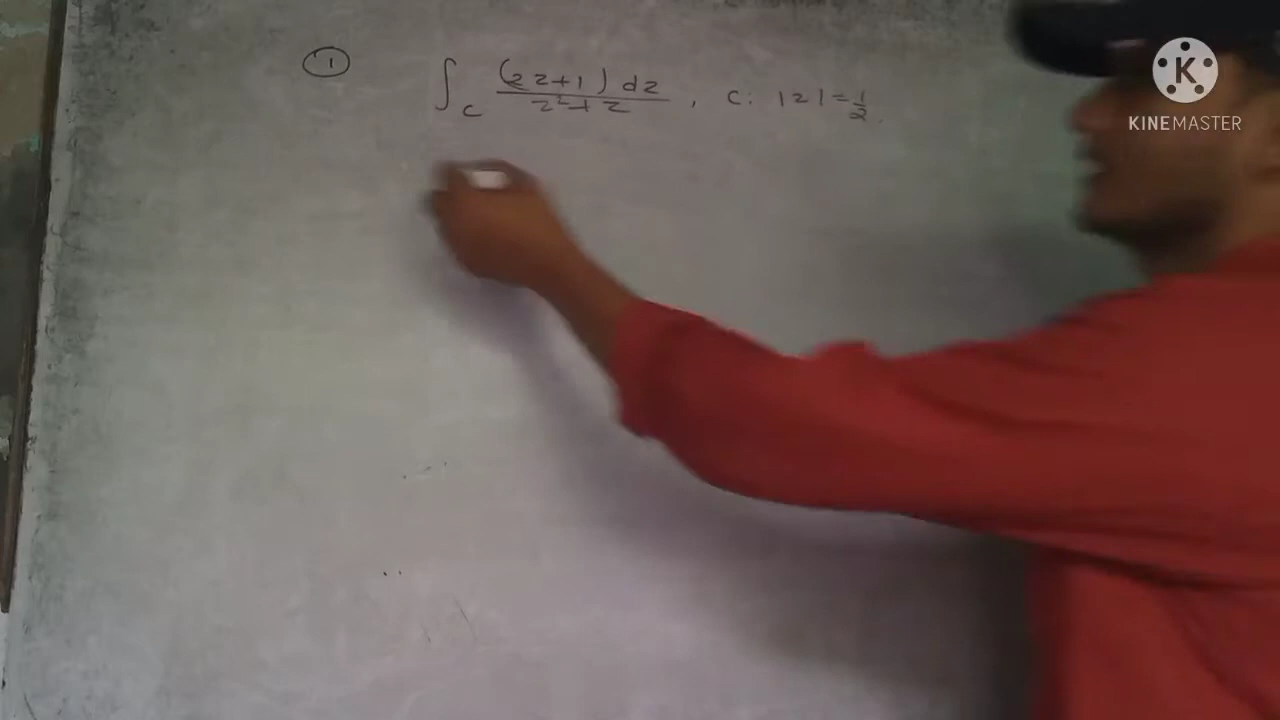 ① ∫_C (2z+1) dz / z²+z , C: |z| = 1/2.
K
KINEMASTER